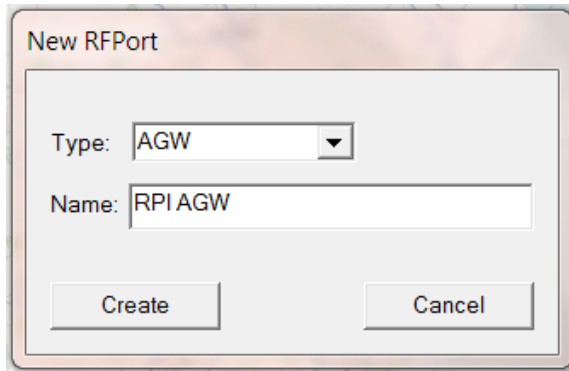 New RFPort
Type: AGW
Name: RPI AGW
Create Cancel